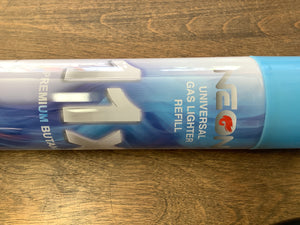 NEON
UNIVERSAL
GAS LIGHTER
REFILL
11X
PREMIUM BUTA